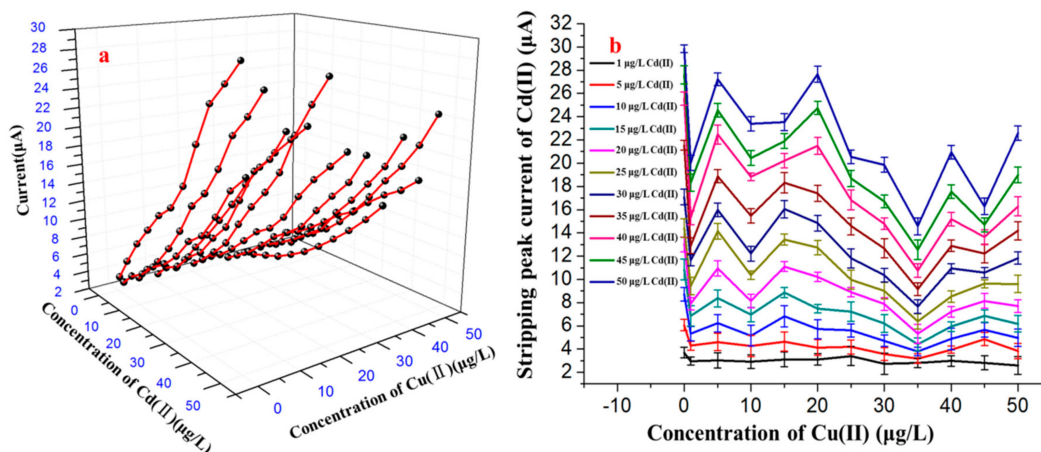 a
30
28
26
24
22
20
18
16
14
12
10
8
6
4
2
Current(μA)
0
10
20
30
40
50
Concentration of Cd(Ⅱ)(μg/L)
0
10
20
30
40
50
Concentration of Cu(Ⅱ)(μg/L)
b
32
30
28
26
24
22
20
18
16
14
12
10
8
6
4
2
Stripping peak current of Cd(II) (μA)
1 μg/L Cd(II)
5 μg/L Cd(II)
10 μg/L Cd(II)
15 μg/L Cd(II)
20 μg/L Cd(II)
25 μg/L Cd(II)
30 μg/L Cd(II)
35 μg/L Cd(II)
40 μg/L Cd(II)
45 μg/L Cd(II)
50 μg/L Cd(II)
-10 0 10 20 30 40 50
Concentration of Cu(II) (μg/L)